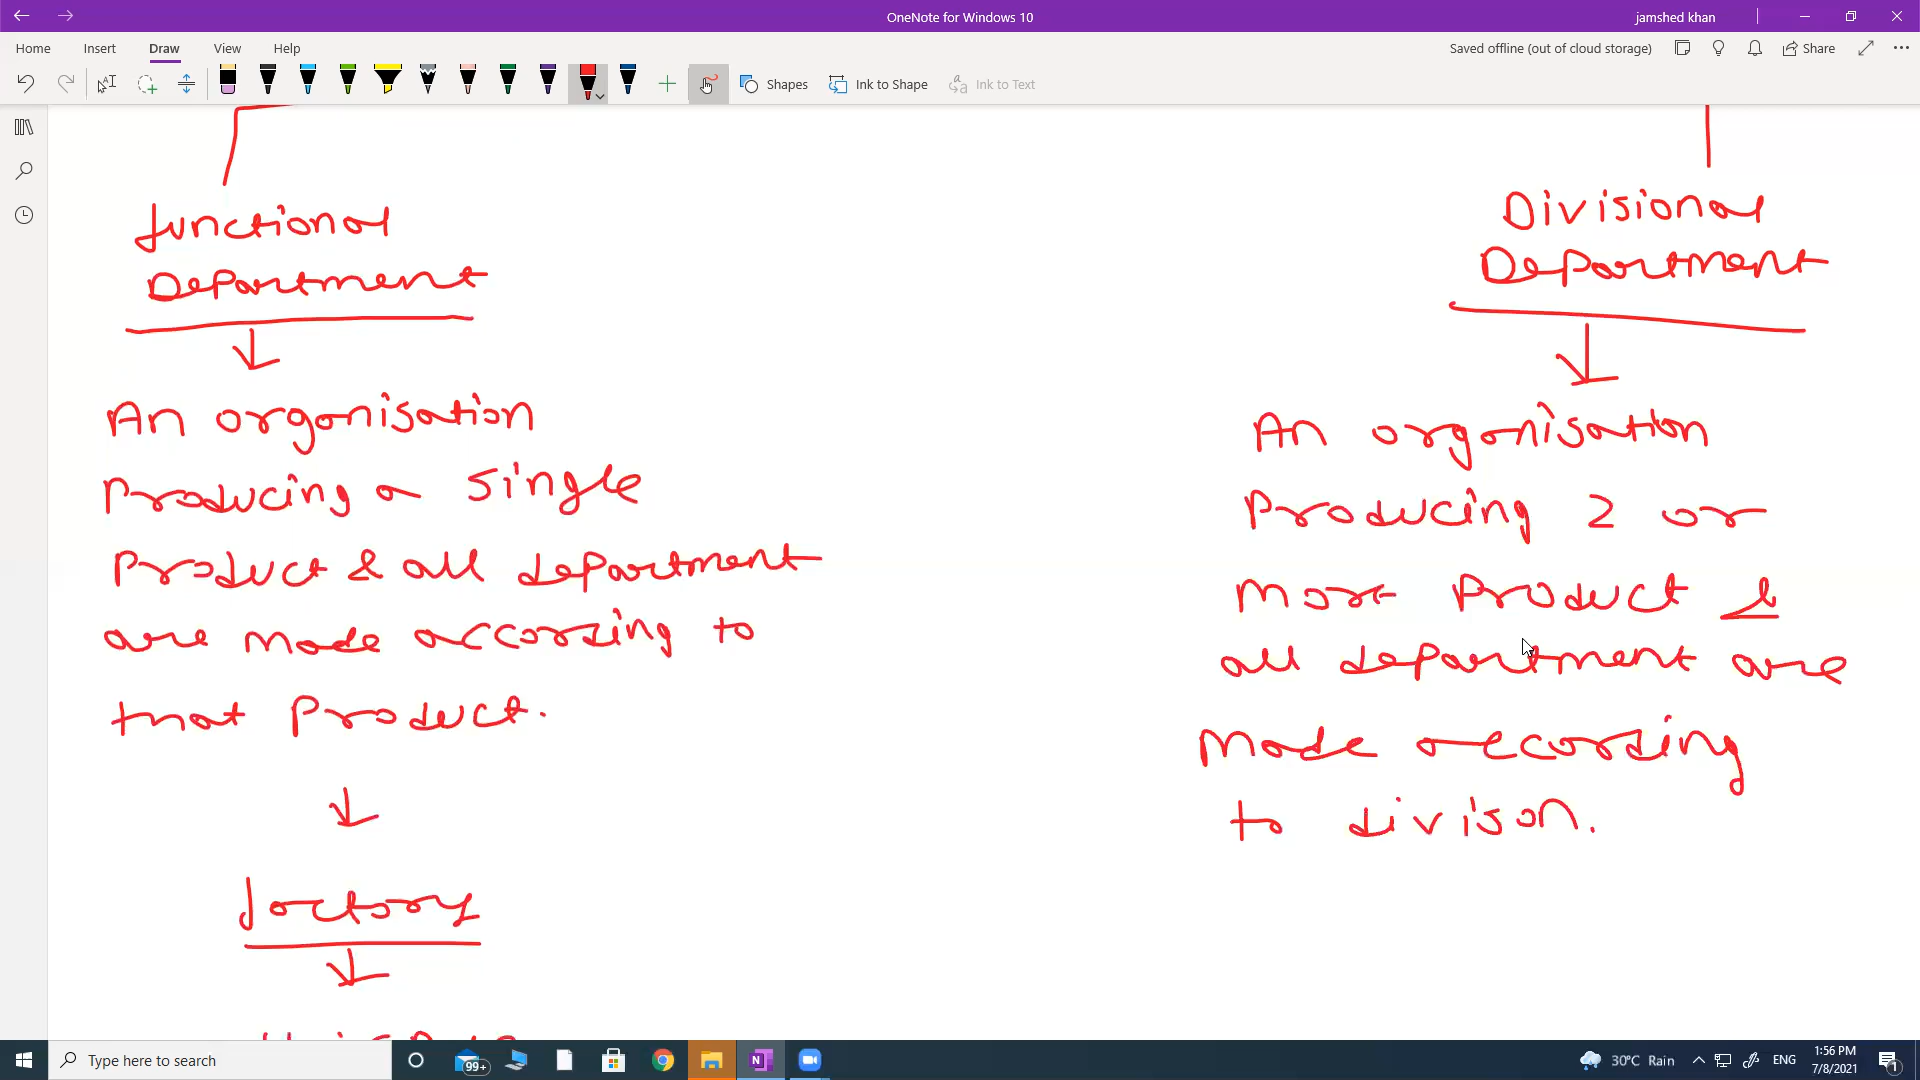 OneNote for Windows 10
jamshed khan
Home Insert Draw View Help
Saved offline (out of cloud storage)
Share
Shapes
Ink to Shape
Ink to Text
functional
Department
An organisation
Producing a single
Product & all department
are made according to
that Product.
factory
Divisional
Department
An organisation
Producing 2 or
more Product &
all department are
made according
to divison.
Type here to search
99+
30°C Rain
ENG
1:56 PM
7/8/2021
1